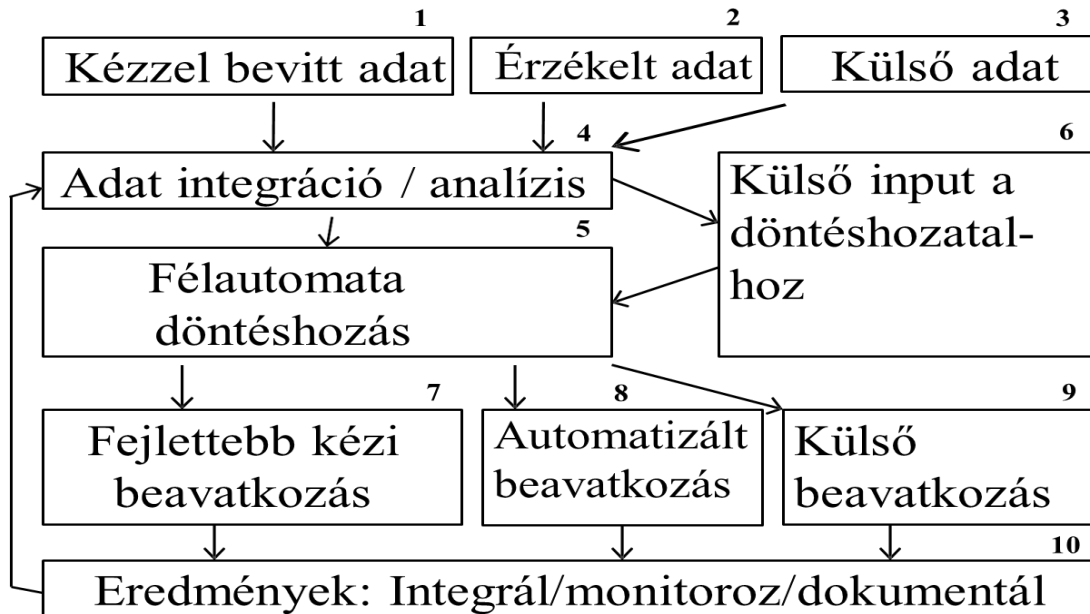 1
Kézzel bevitt adat
2
Érzékelt adat
3
Külső adat
4
Adat integráció / analízis
6
Külső input a
döntéshozatal-
hoz
5
Félautomata
döntéshozás
7
Fejlettebb kézi
beavatkozás
8
Automatizált
beavatkozás
9
Külső
beavatkozás
10
Eredmények: Integrál/monitoroz/dokumentál